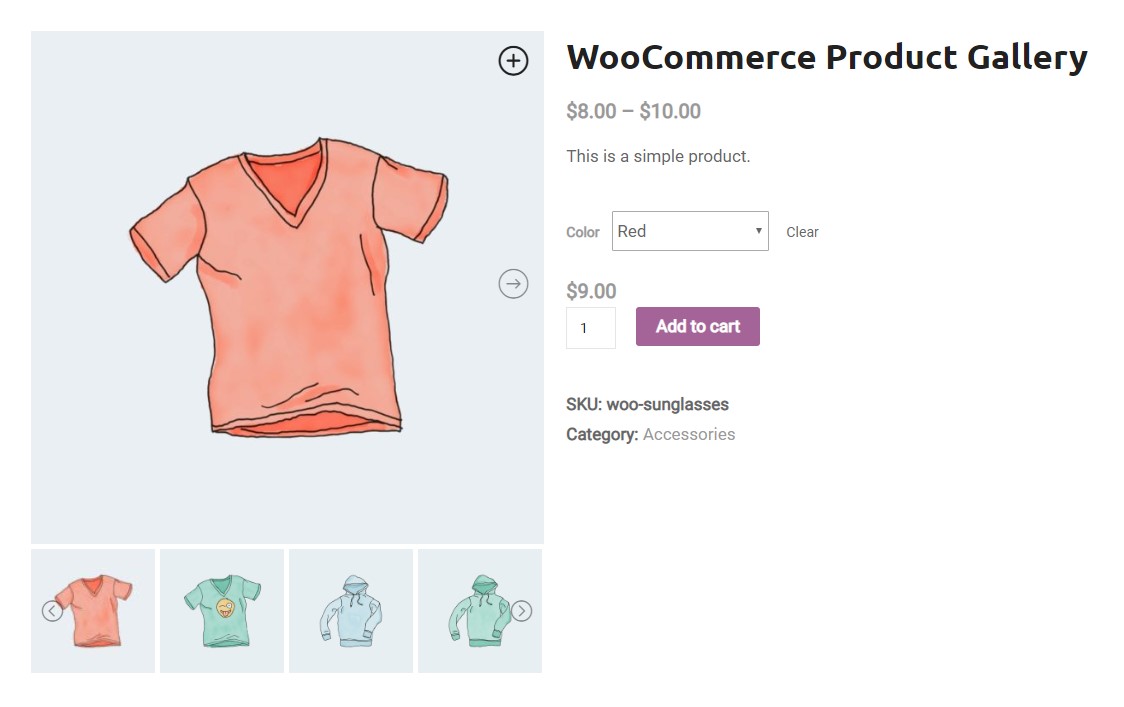 WooCommerce Product Gallery
$8.00 – $10.00
This is a simple product.
Color Red Clear
$9.00
1 Add to cart
SKU: woo-sunglasses
Category: Accessories